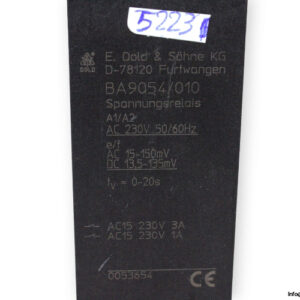 5223
DOLD
E. Dold & Söhne KG
D-78120 Furtwangen
BA9054/010
Spannungsrelais
A1/A2
AC 230V 50/60Hz
e/f
AC 15-150mV
DC 13,5-135mV
tv = 0-20s
AC15 230V 3A
AC15 230V 1A
0053654
CE